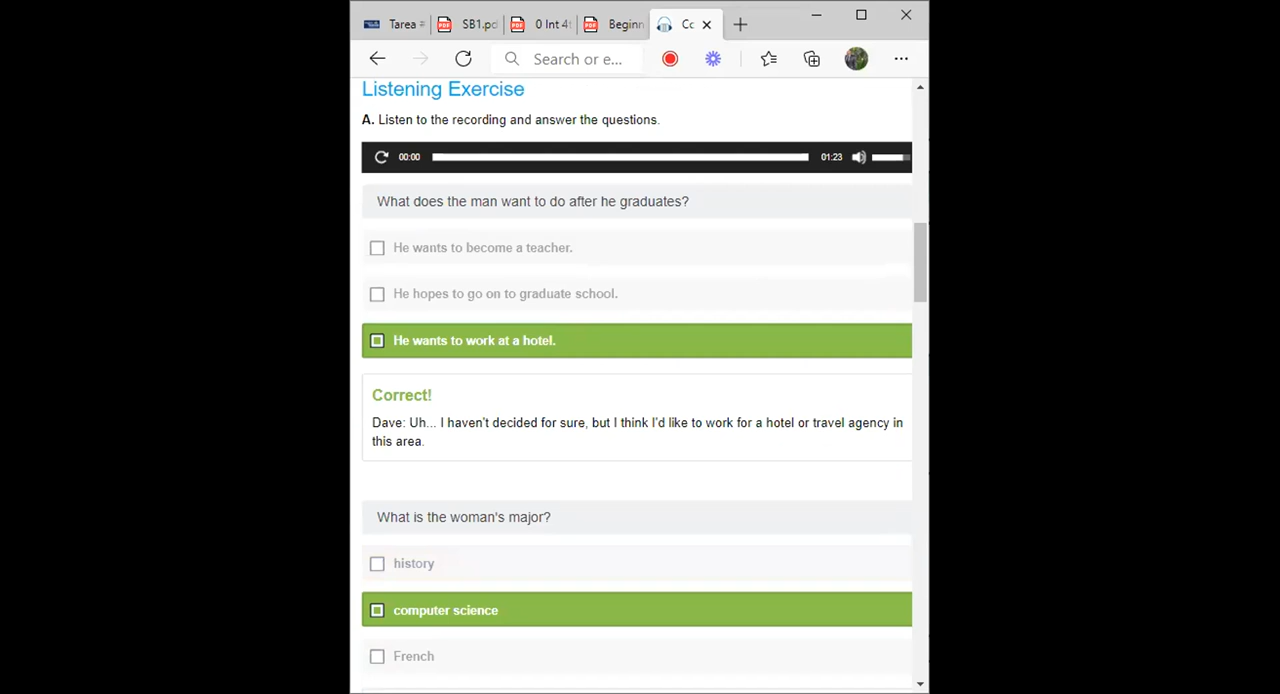 Tarea
SB1.pd
0 Int 4
Beginn
Search or e...
Listening Exercise
A. Listen to the recording and answer the questions.
00:00
01:23
What does the man want to do after he graduates?
He wants to become a teacher.
He hopes to go on to graduate school.
He wants to work at a hotel.
Correct!
Dave: Uh... I haven't decided for sure, but I think I'd like to work for a hotel or travel agency in
this area.
What is the woman's major?
history
computer science
French